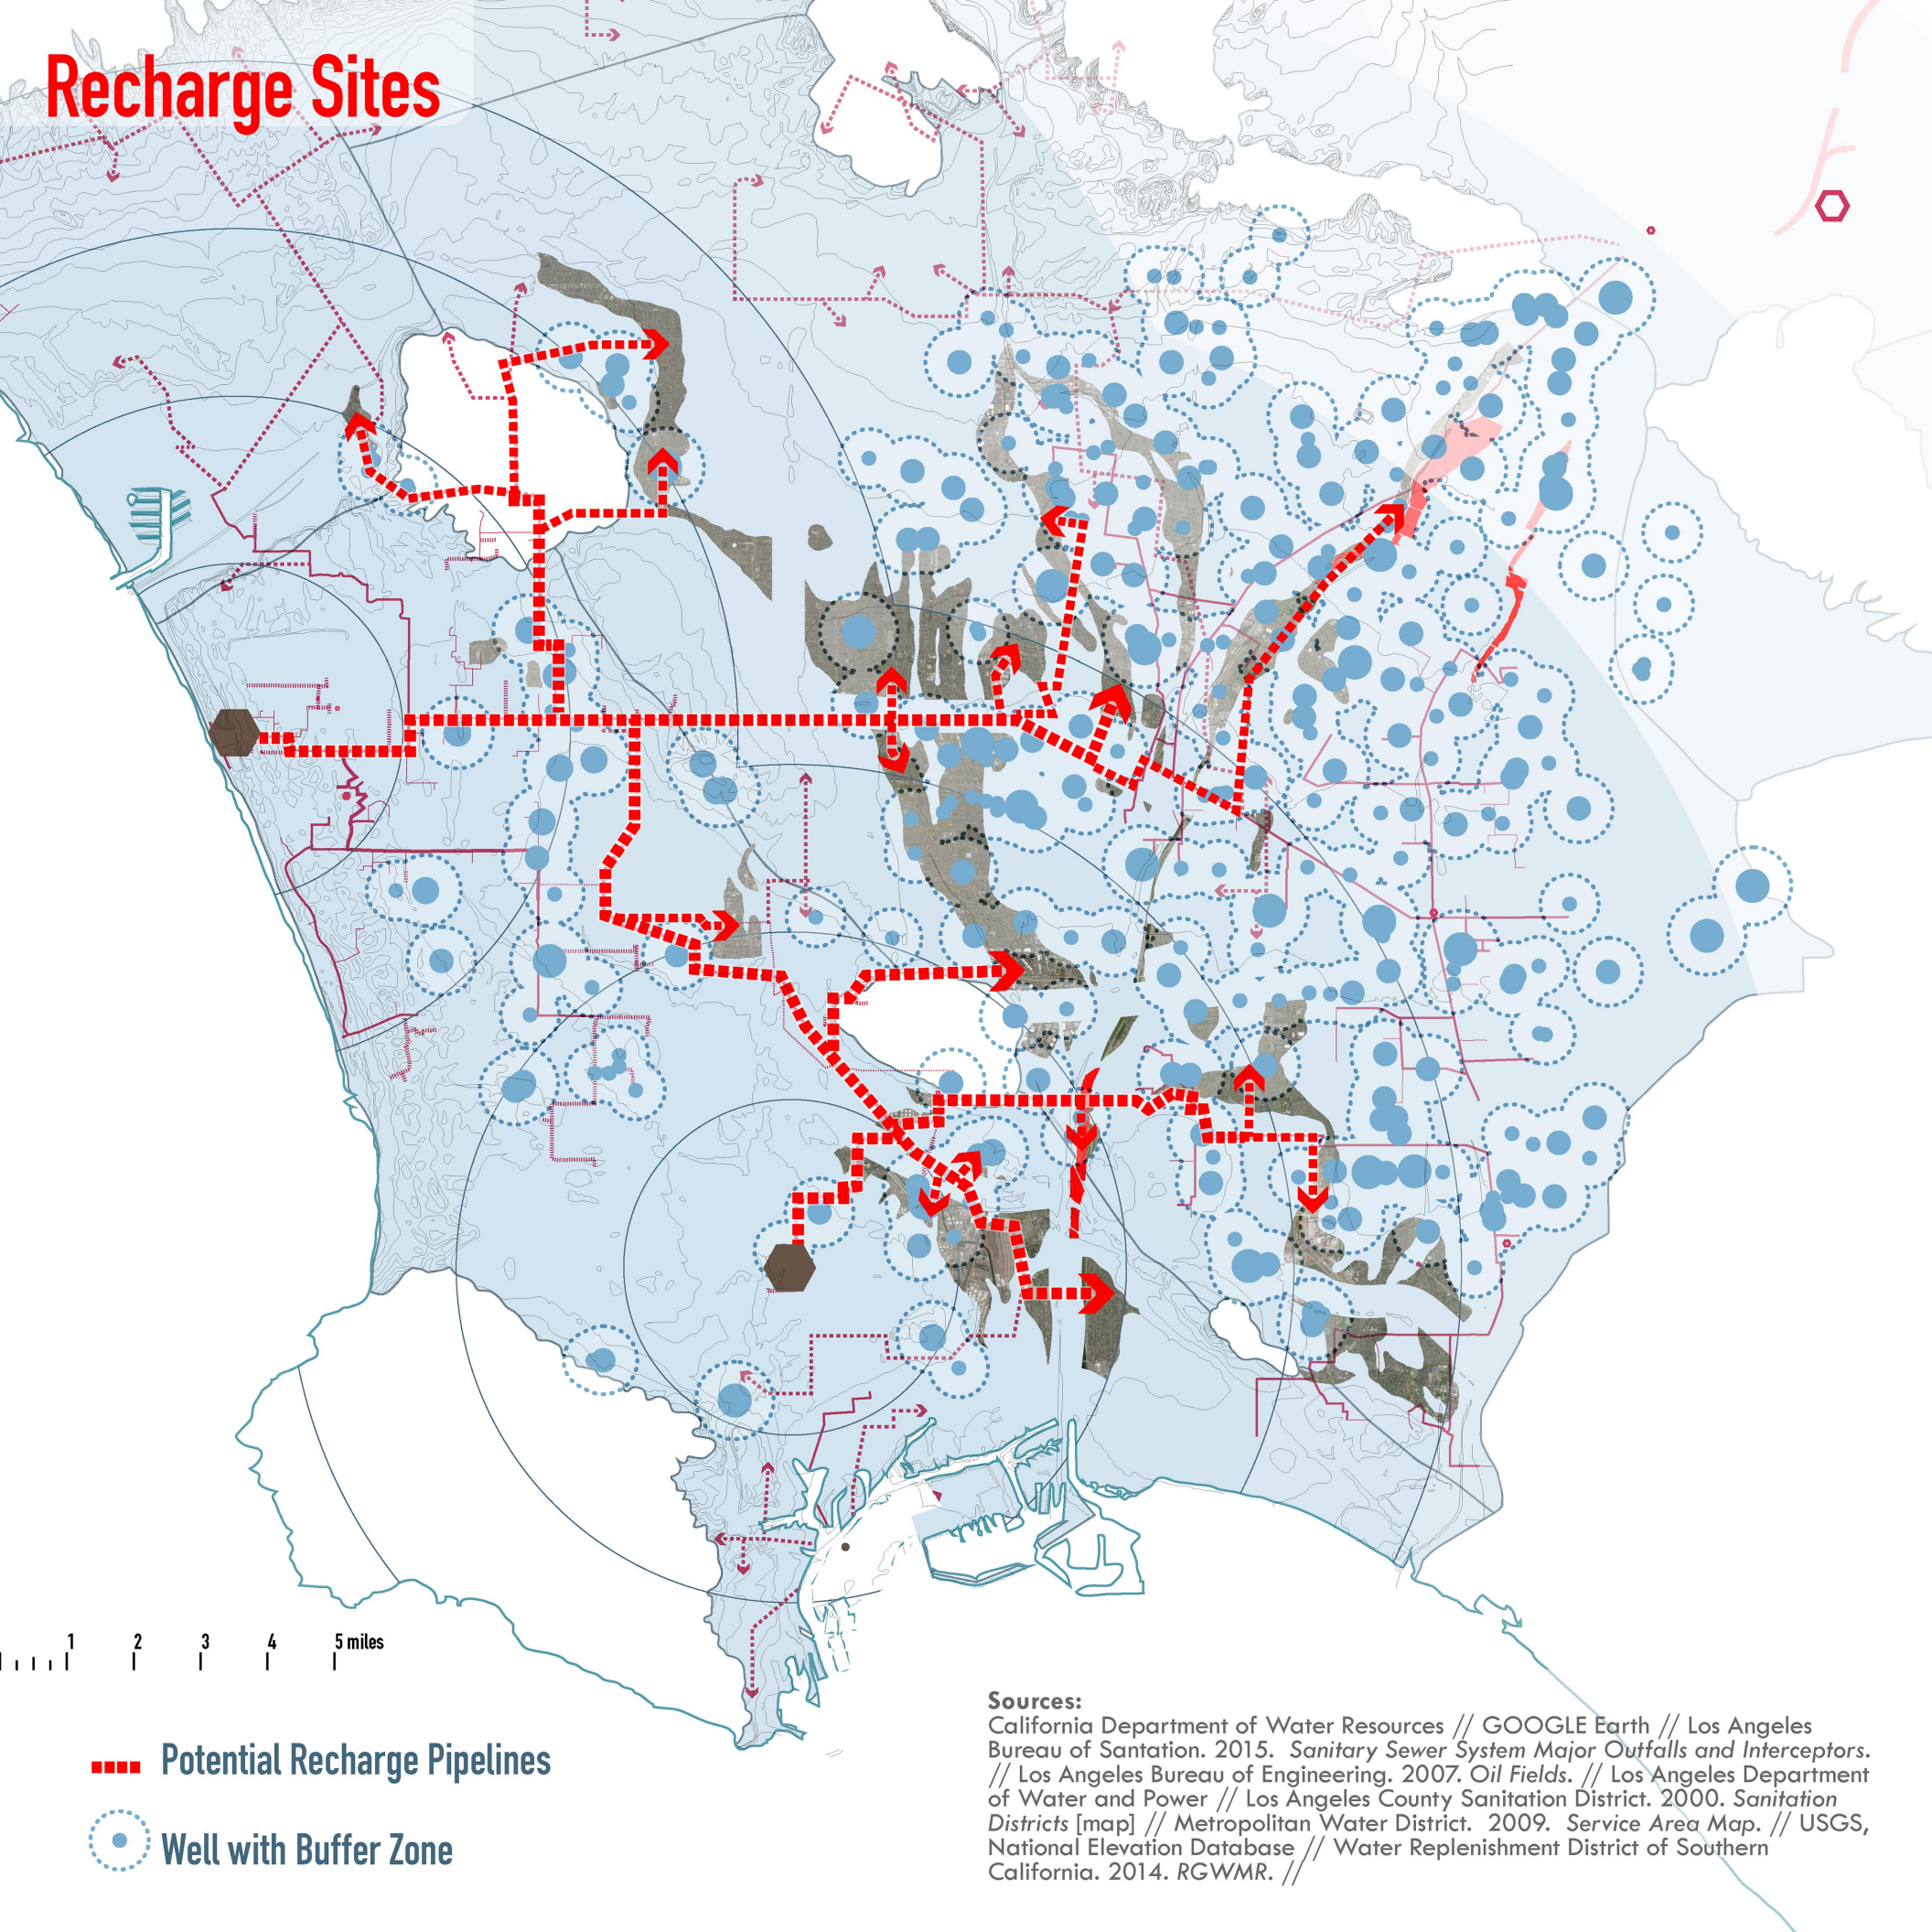 Recharge Sites
1 2 3 4 5 miles
Potential Recharge Pipelines
Well with Buffer Zone
Sources:
California Department of Water Resources // GOOGLE Earth // Los Angeles
Bureau of Santation. 2015. Sanitary Sewer System Major Outfalls and Interceptors.
// Los Angeles Bureau of Engineering. 2007. Oil Fields. // Los Angeles Department
of Water and Power // Los Angeles County Sanitation District. 2000. Sanitation
Districts [map] // Metropolitan Water District. 2009. Service Area Map. // USGS,
National Elevation Database // Water Replenishment District of Southern
California. 2014. RGWMR. //